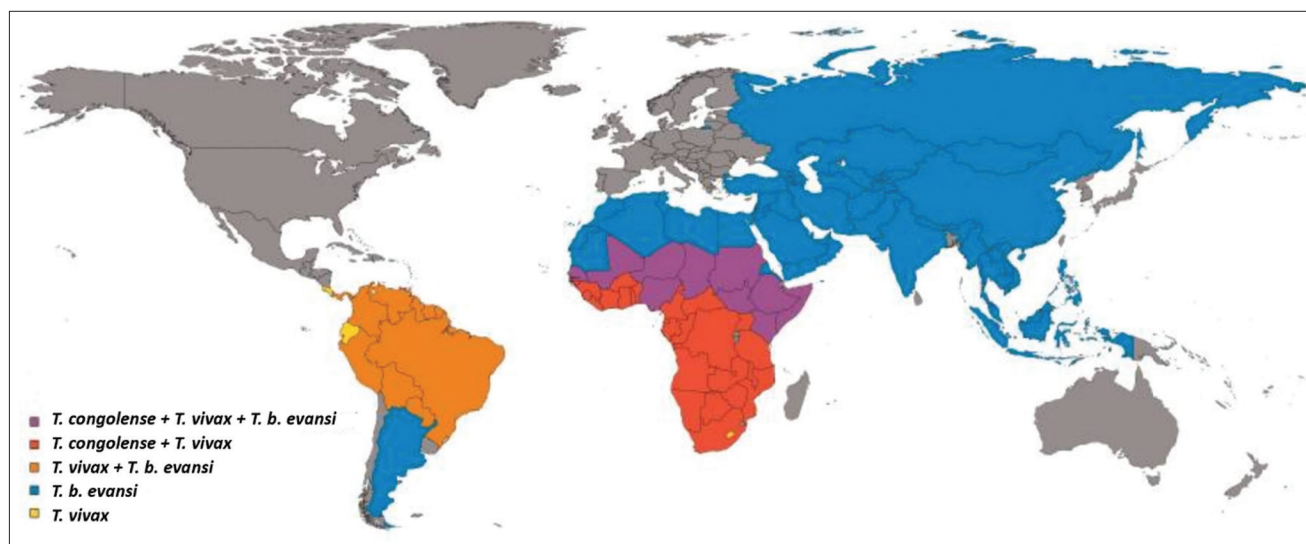 T. congolense + T. vivax + T. b. evansi
T. congolense + T. vivax
T. vivax + T. b. evansi
T. b. evansi
T. vivax